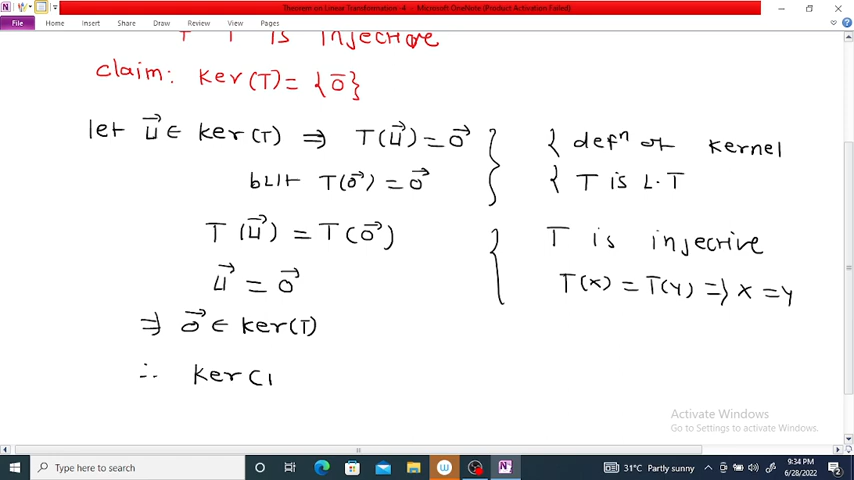 Theorem on Linear Transformation -4 - Microsoft OneNote (Product Activation Failed)
File Home Insert Share Draw Review View Pages
T is injective
claim: Ker(T) = {0̄}
let u⃗ ∈ Ker(T) ⇒ T(u⃗) = 0⃗ } { defⁿ of kernel
but T(0⃗) = 0⃗ { T is L.T
T(u⃗) = T(0⃗) { T is injective
u⃗ = 0⃗ T(x) = T(y) => x = y
⇒ 0⃗ ∈ Ker(T)
∴ Ker(
Activate Windows
Go to Settings to activate Windows.
Type here to search
31°C Partly sunny
9:34 PM
6/28/2022